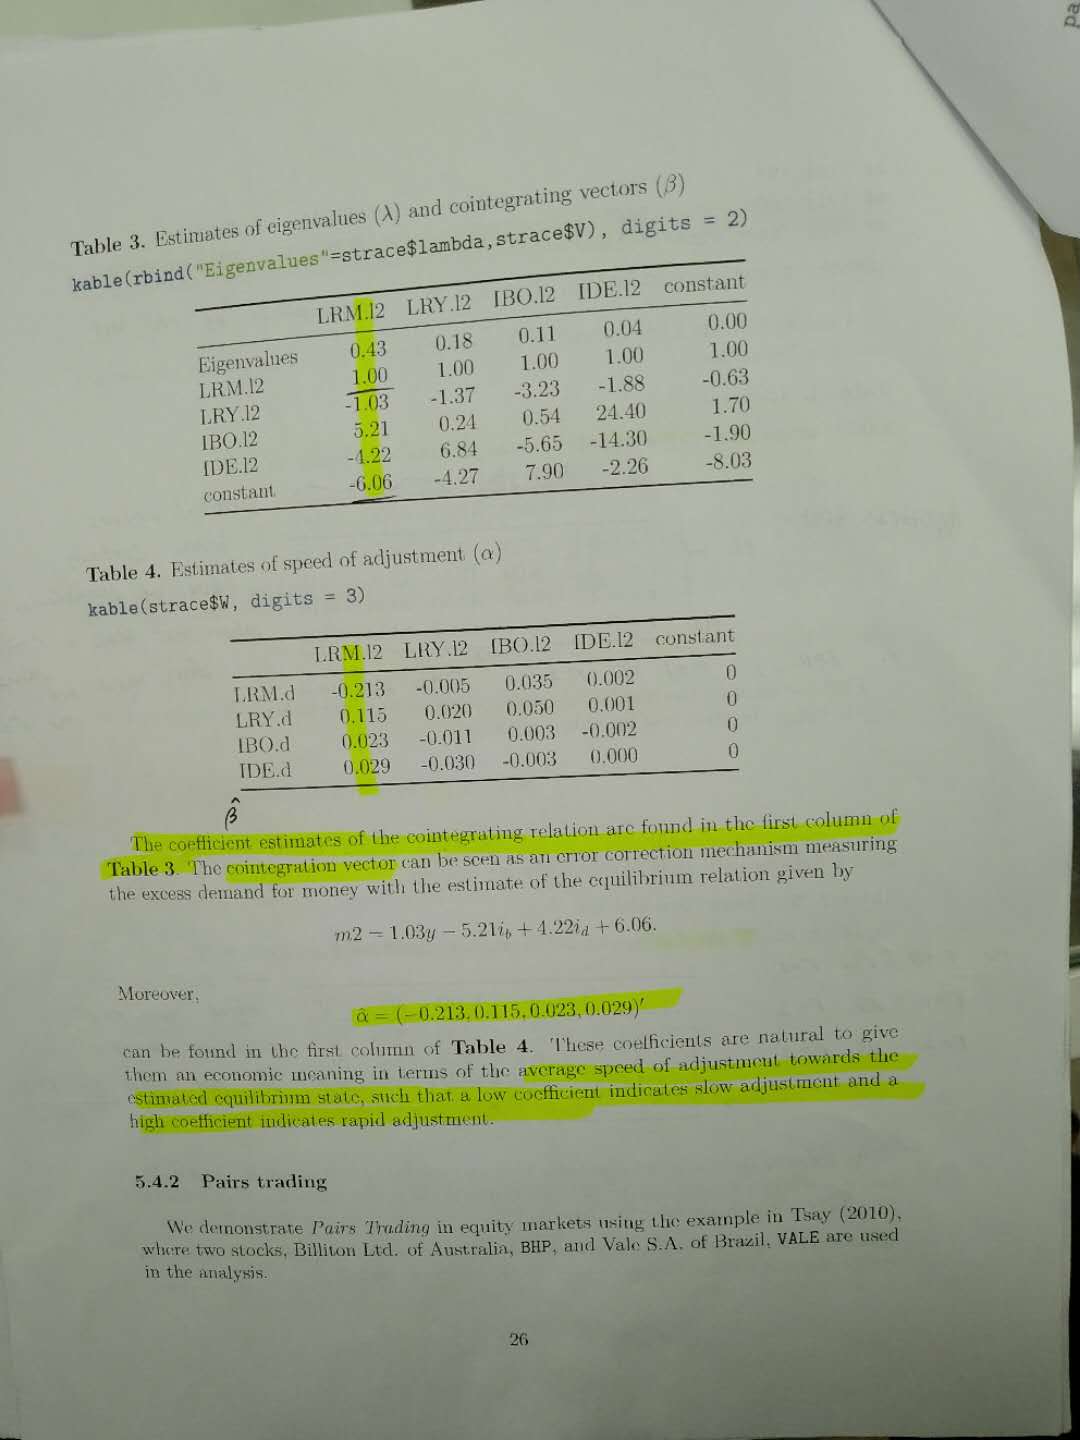 pa
Table 3. Estimates of eigenvalues (λ) and cointegrating vectors (β)
kable(rbind("Eigenvalues"=strace$lambda,strace$V), digits = 2)
LRM.l2 LRY.l2 IBO.l2 IDE.l2 constant
Eigenvalues 0.43 0.18 0.11 0.04 0.00
LRM.l2 1.00 1.00 1.00 1.00 1.00
LRY.l2 -1.03 -1.37 -3.23 -1.88 -0.63
IBO.l2 5.21 0.24 0.54 24.40 1.70
IDE.l2 -4.22 6.84 -5.65 -14.30 -1.90
constant -6.06 -4.27 7.90 -2.26 -8.03
Table 4. Estimates of speed of adjustment (α)
kable(strace$W, digits = 3)
LRM.l2 LRY.l2 IBO.l2 IDE.l2 constant
LRM.d -0.213 -0.005 0.035 0.002 0
LRY.d 0.115 0.020 0.050 0.001 0
IBO.d 0.023 -0.011 0.003 -0.002 0
IDE.d 0.029 -0.030 -0.003 0.000 0
β̂
The coefficient estimates of the cointegrating relation are found in the first column of
Table 3. The cointegration vector can be seen as an error correction mechanism measuring
the excess demand for money with the estimate of the equilibrium relation given by
m2 = 1.03y − 5.21i_b + 4.22i_d + 6.06.
Moreover,
α̂ = (−0.213, 0.115, 0.023, 0.029)′
can be found in the first column of Table 4. These coefficients are natural to give
them an economic meaning in terms of the average speed of adjustment towards the
estimated equilibrium state, such that a low coefficient indicates slow adjustment and a
high coefficient indicates rapid adjustment.
5.4.2 Pairs trading
We demonstrate Pairs Trading in equity markets using the example in Tsay (2010),
where two stocks, Billiton Ltd. of Australia, BHP, and Vale S.A. of Brazil, VALE are used
in the analysis.
26